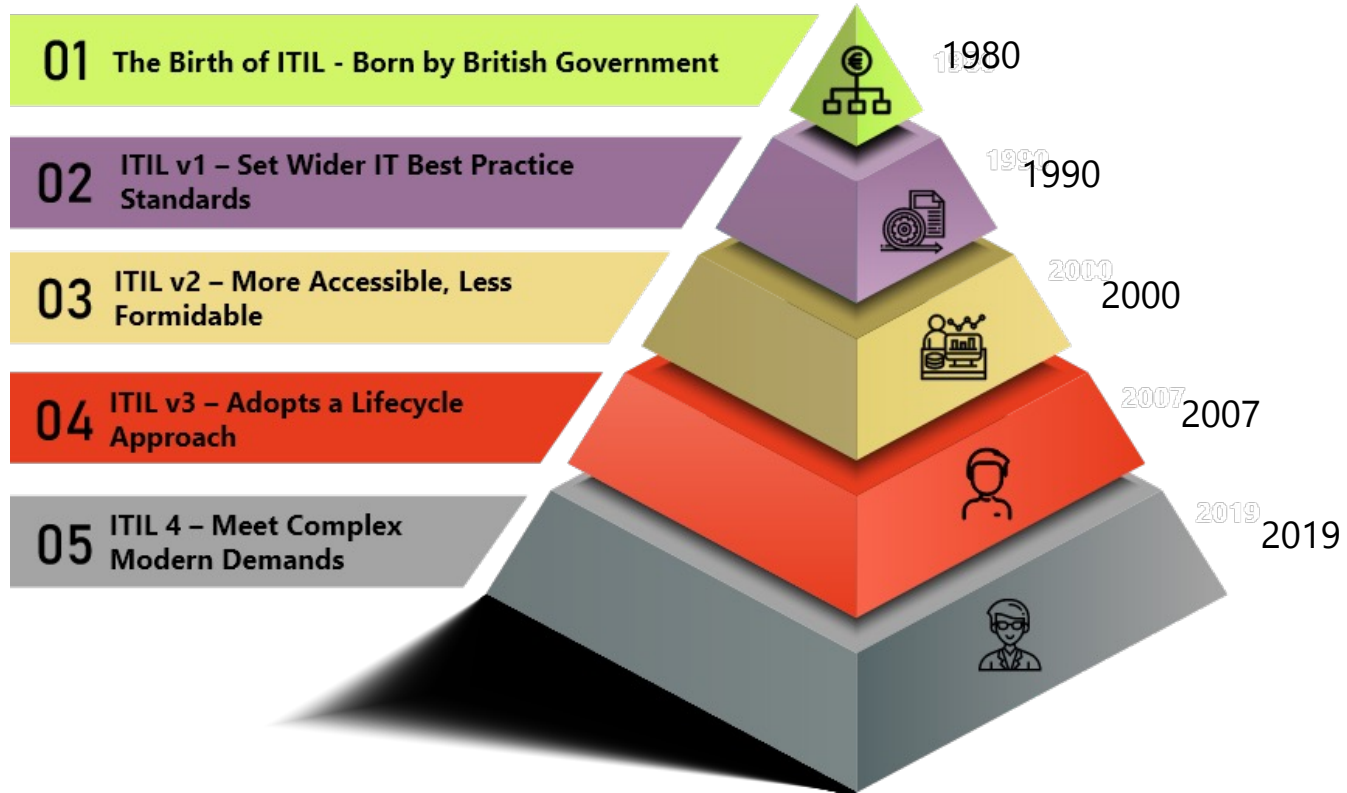 01 The Birth of ITIL - Born by British Government
1980
1980
02 ITIL v1 – Set Wider IT Best Practice
Standards
1990
1990
03 ITIL v2 – More Accessible, Less
Formidable
2000
2000
04 ITIL v3 – Adopts a Lifecycle
Approach
2007
2007
05 ITIL 4 – Meet Complex
Modern Demands
2019
2019
€